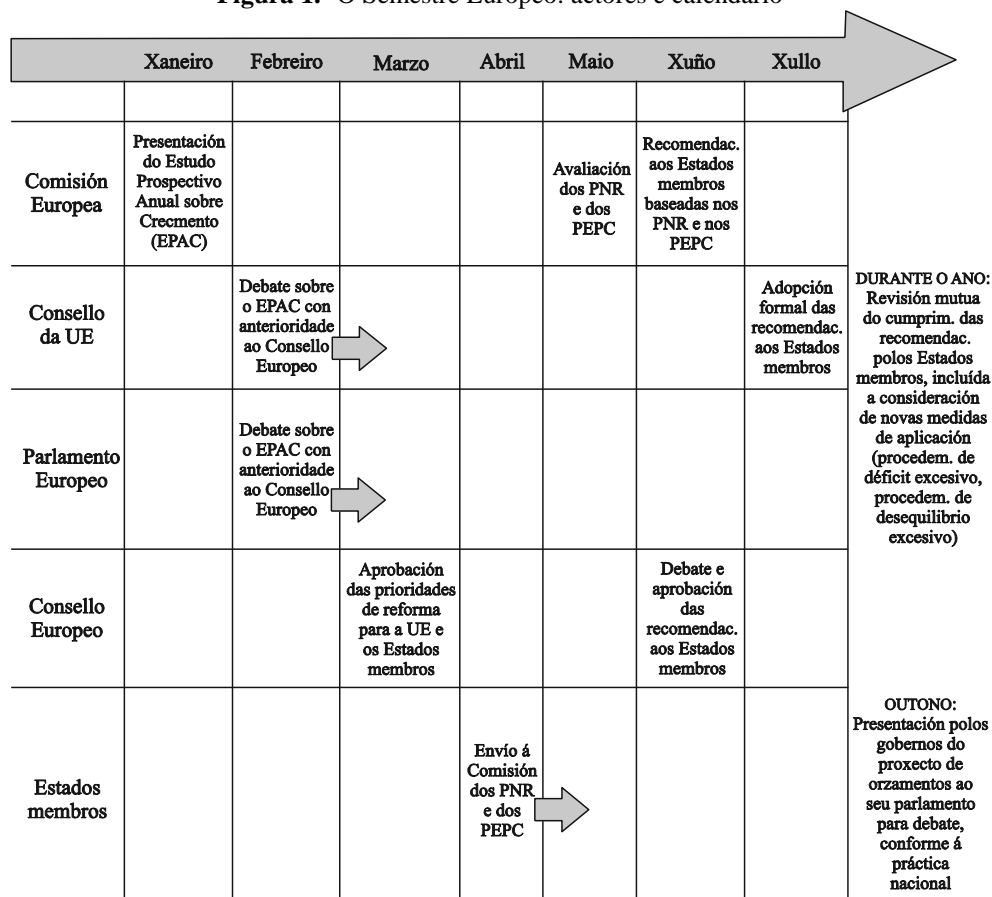 Figura 1. O Semestre Europeo: actores e calendario
Xaneiro Febreiro Marzo Abril Maio Xuño Xullo
Comisión
Europea
Presentación
do Estudo
Prospectivo
Anual sobre
Crecmento
(EPAC)
Avaliación
dos PNR
e dos
PEPC
Recomendac.
aos Estados
membros
baseadas nos
PNR e nos
PEPC
Consello
da UE
Debate sobre
o EPAC con
anterioridade
ao Consello
Europeo
Adopción
formal das
recomendac.
aos Estados
membros
DURANTE O ANO:
Revisión mutua
do cumprim. das
recomendac.
polos Estados
membros, incluída
a consideración
de novas medidas
de aplicación
(procedem. de
déficit excesivo,
procedem. de
desequilibrio
excesivo)
Parlamento
Europeo
Debate sobre
o EPAC con
anterioridade
ao Consello
Europeo
Consello
Europeo
Aprobación
das prioridades
de reforma
para a UE e
os Estados
membros
Debate e
aprobación
das
recomendac.
aos Estados
membros
Estados
membros
Envío á
Comisión
dos PNR
e dos
PEPC
OUTONO:
Presentación polos
gobernos do
proxecto de
orzamentos ao
seu parlamento
para debate,
conforme á
práctica
nacional